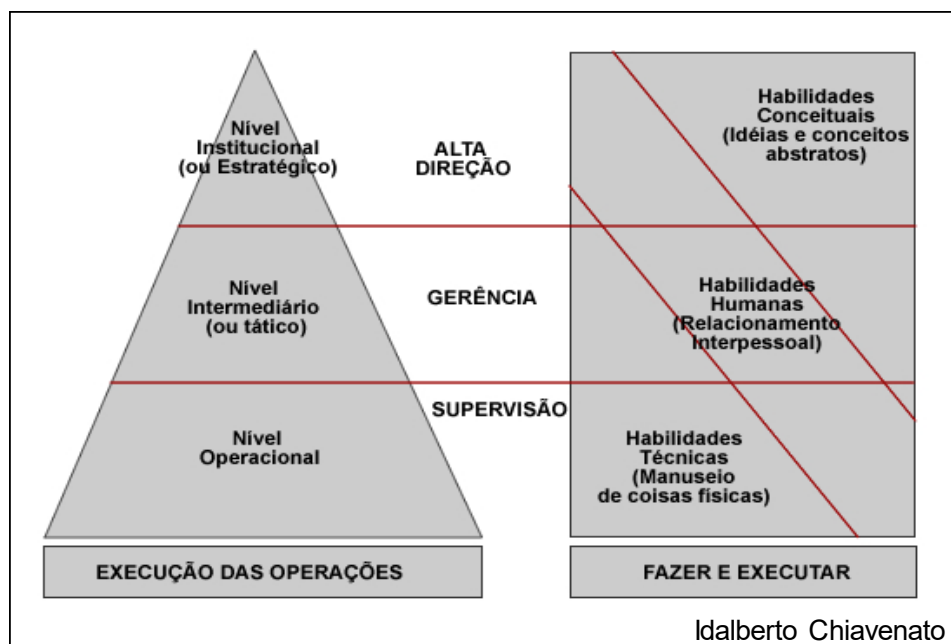 Nível
Institucional
(ou Estratégico)
ALTA
DIREÇÃO
Habilidades
Conceituais
(Idéias e conceitos
abstratos)
Nível
Intermediário
(ou tático)
GERÊNCIA
Habilidades
Humanas
(Relacionamento
Interpessoal)
Nível
Operacional
SUPERVISÃO
Habilidades
Técnicas
(Manuseio
de coisas físicas)
EXECUÇÃO DAS OPERAÇÕES
FAZER E EXECUTAR
Idalberto Chiavenato